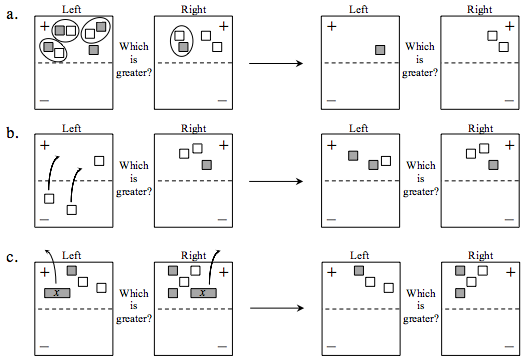 a.
Left
Right
Left
Right
+
+
+
+
Which
is
greater?
Which
is
greater?
–
–
–
–
b.
Left
Right
Left
Right
+
+
+
+
Which
is
greater?
Which
is
greater?
–
–
–
–
c.
Left
Right
Left
Right
+
+
+
+
x
x
Which
is
greater?
Which
is
greater?
–
–
–
–